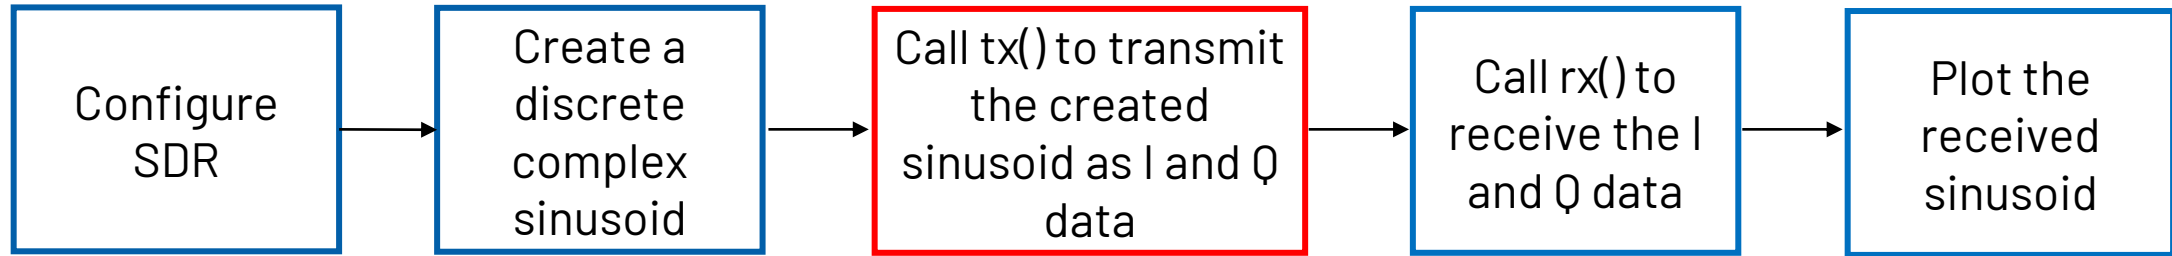 Configure
SDR
Create a
discrete
complex
sinusoid
Call tx() to transmit
the created
sinusoid as I and Q
data
Call rx() to
receive the I
and Q data
Plot the
received
sinusoid